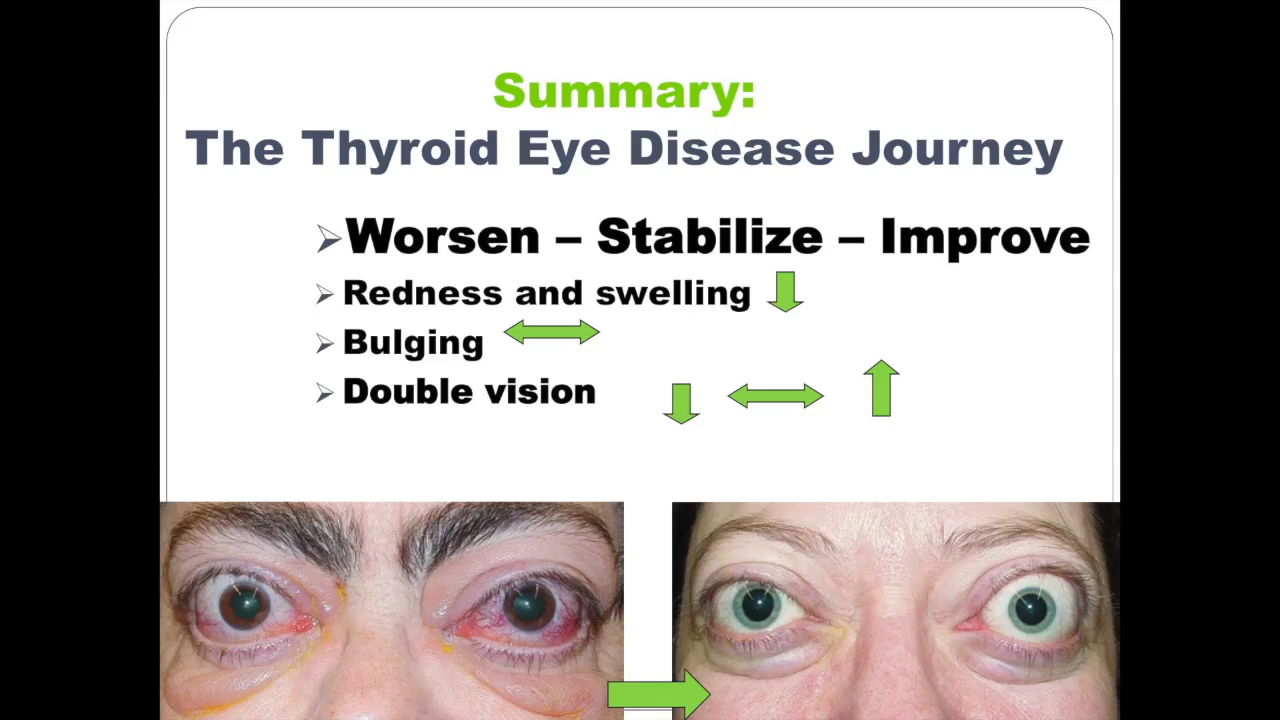 Summary:
The Thyroid Eye Disease Journey
Worsen – Stabilize – Improve
Redness and swelling
Bulging
Double vision